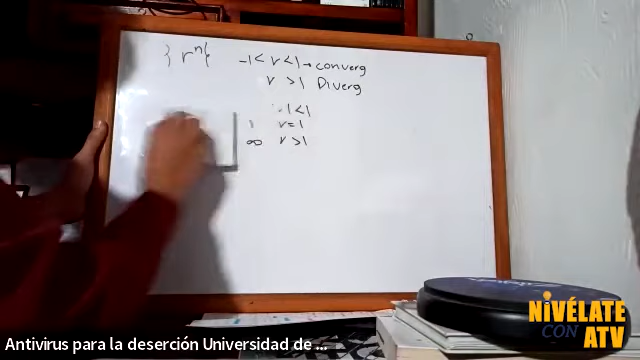 } rⁿ{ -1 < r < 1 → converg
r > 1 Diverg
-1 < 1
1 r = 1
∞ r > 1
NIVÉLATE
CON ATV
Antivirus para la deserción Universidad de ...